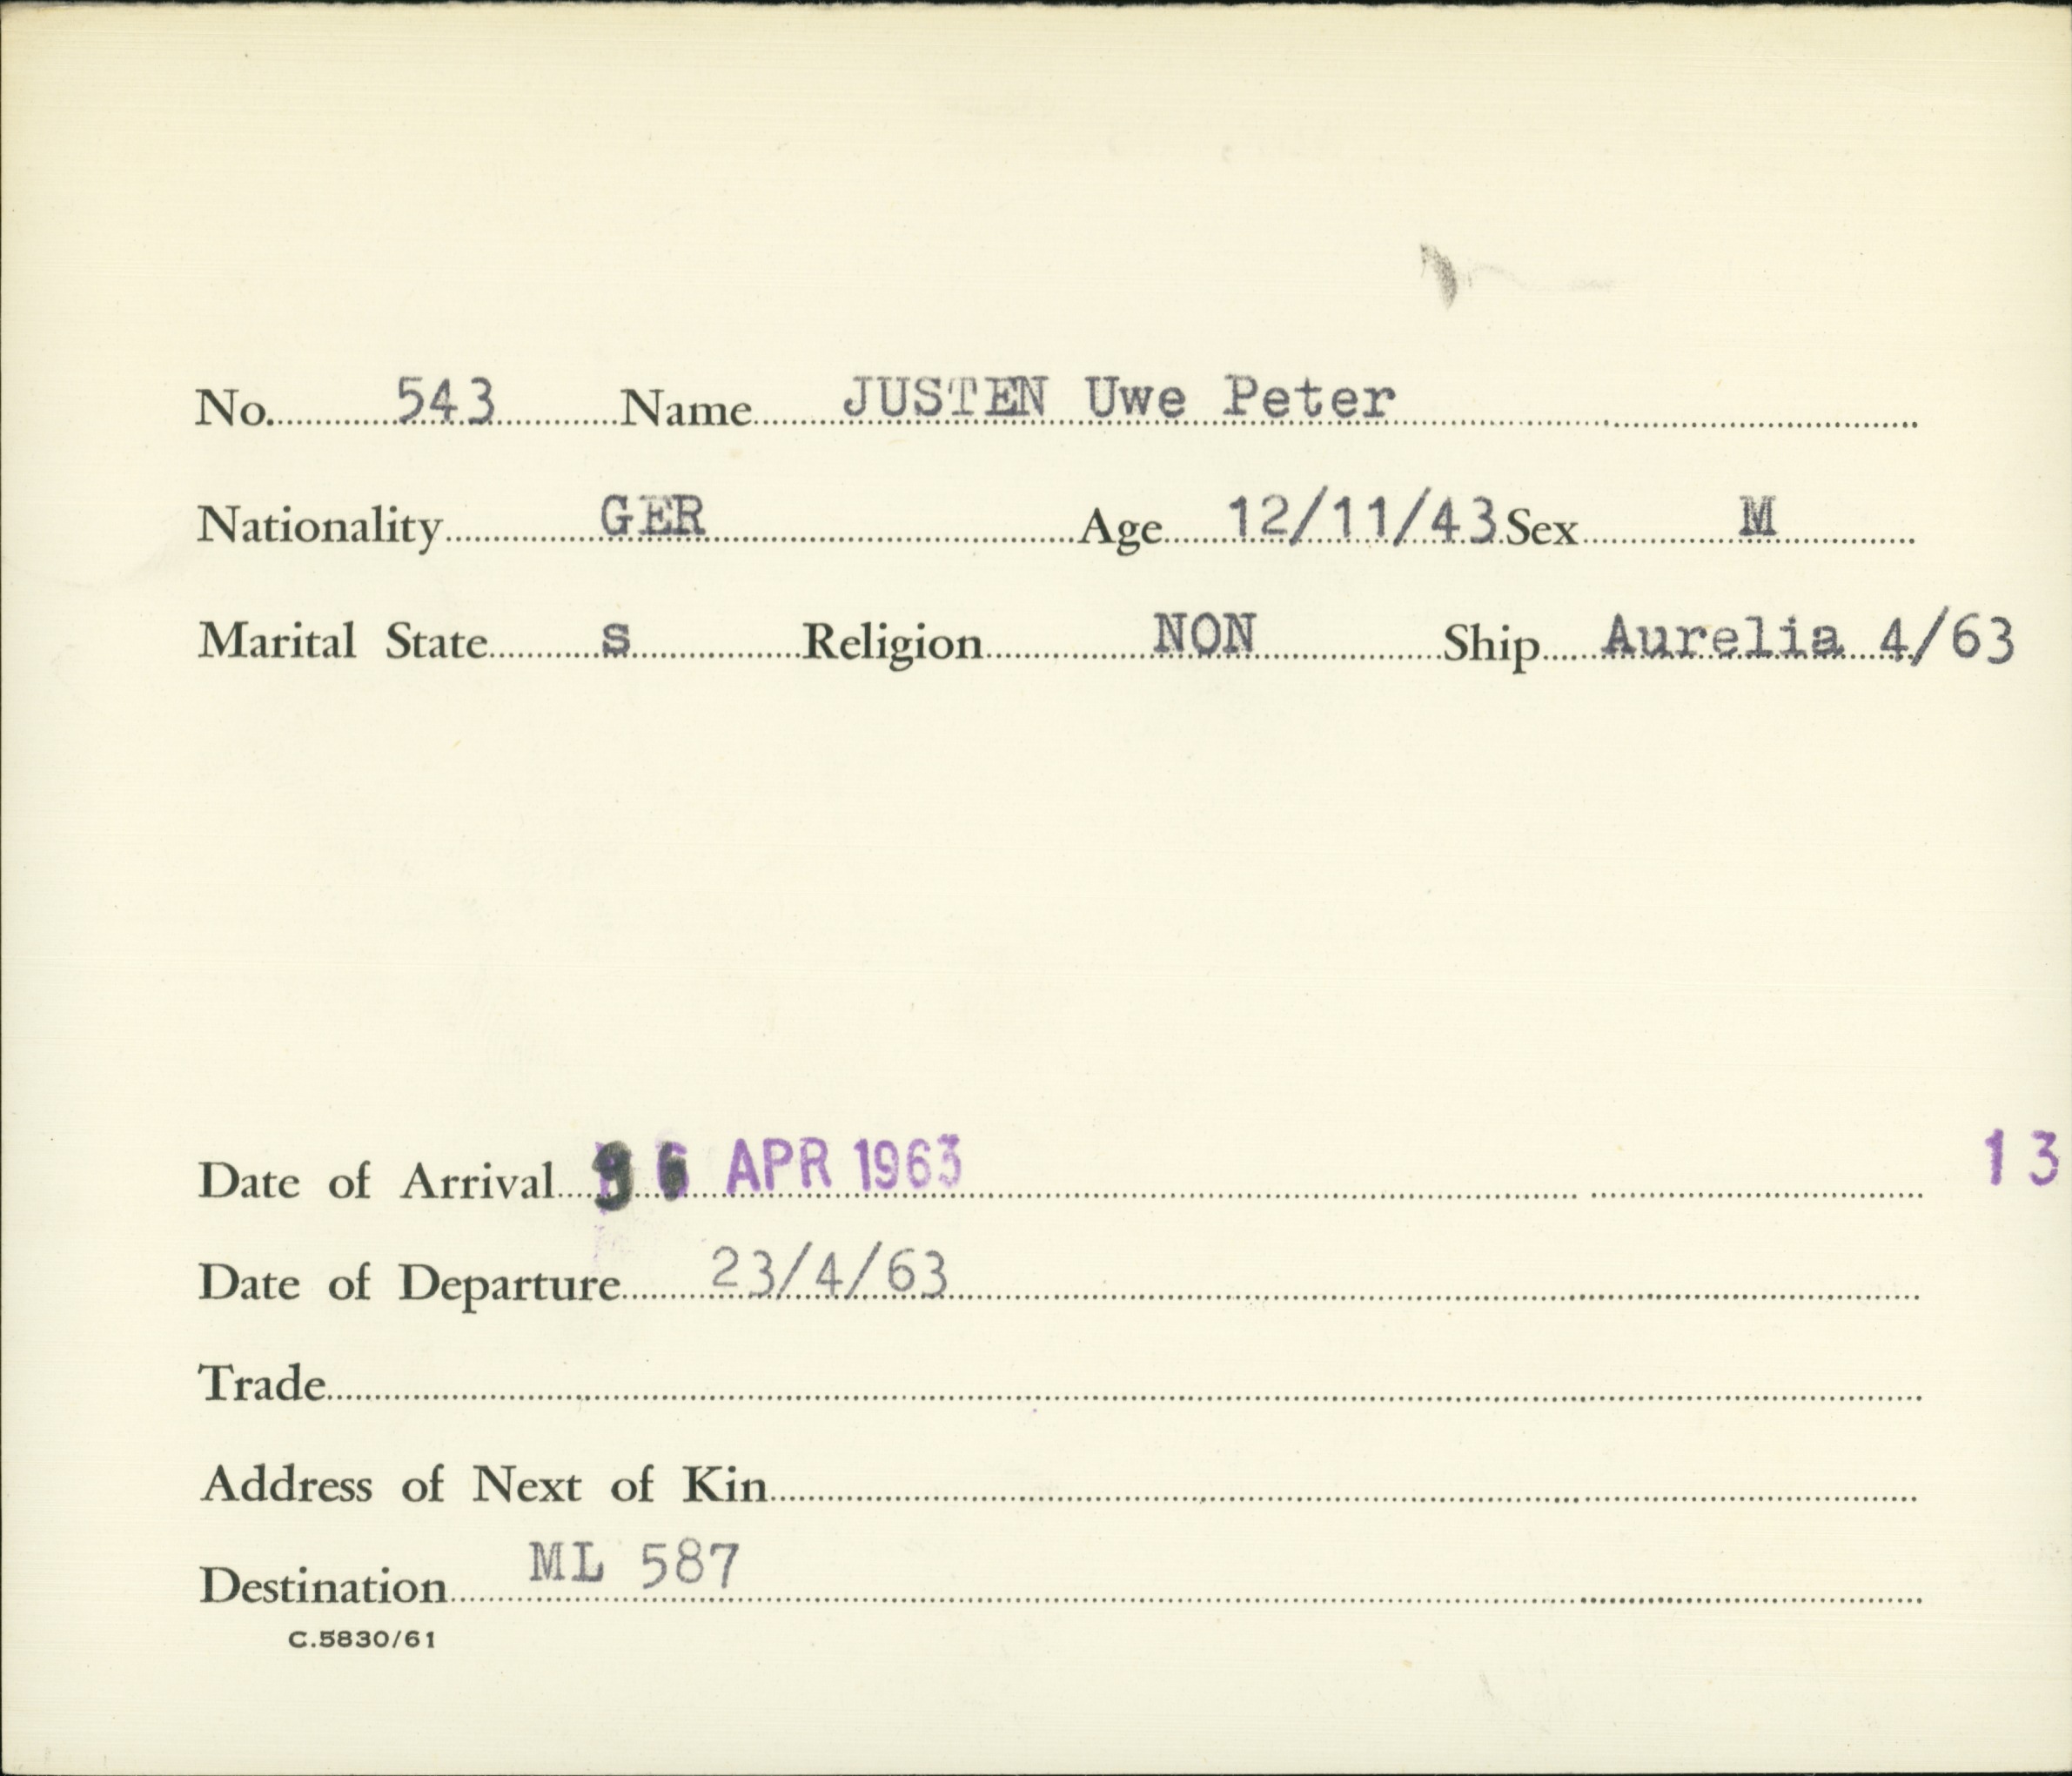 No. 543 Name JUSTEN Uwe Peter
Nationality GER Age 12/11/43 Sex M
Marital State s Religion NON Ship Aurelia 4/63
Date of Arrival APR 1963 13
Date of Departure 23/4/63
Trade
Address of Next of Kin
Destination ML 587
C.5830/61